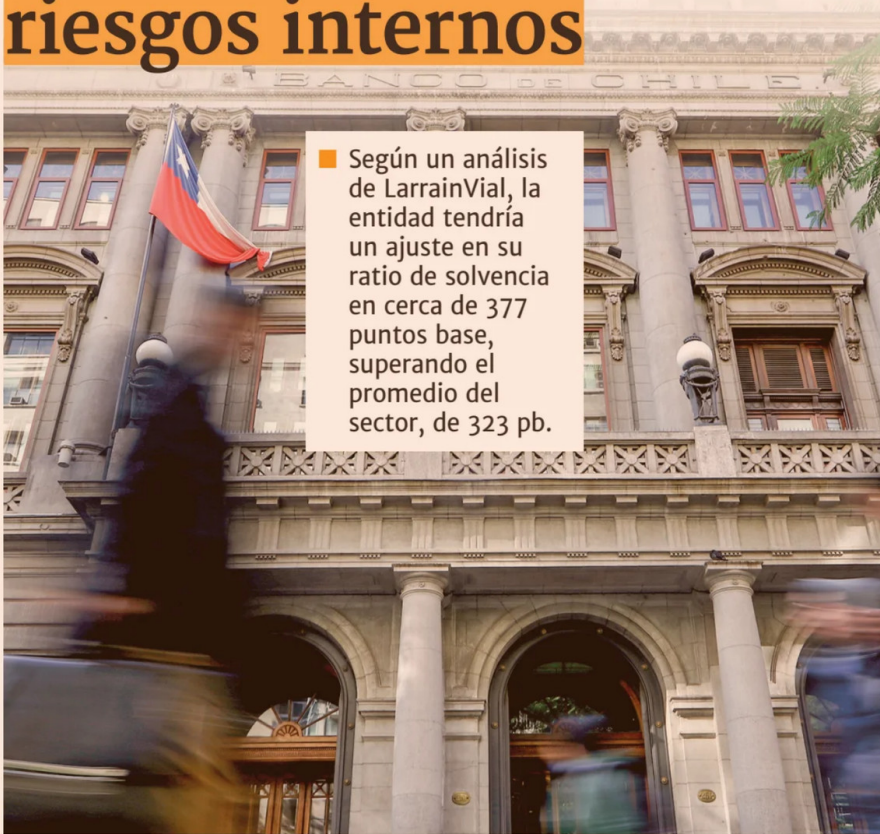 riesgos internos
BANCO DE CHILE
Según un análisis
de LarrainVial, la
entidad tendría
un ajuste en su
ratio de solvencia
en cerca de 377
puntos base,
superando el
promedio del
sector, de 323 pb.